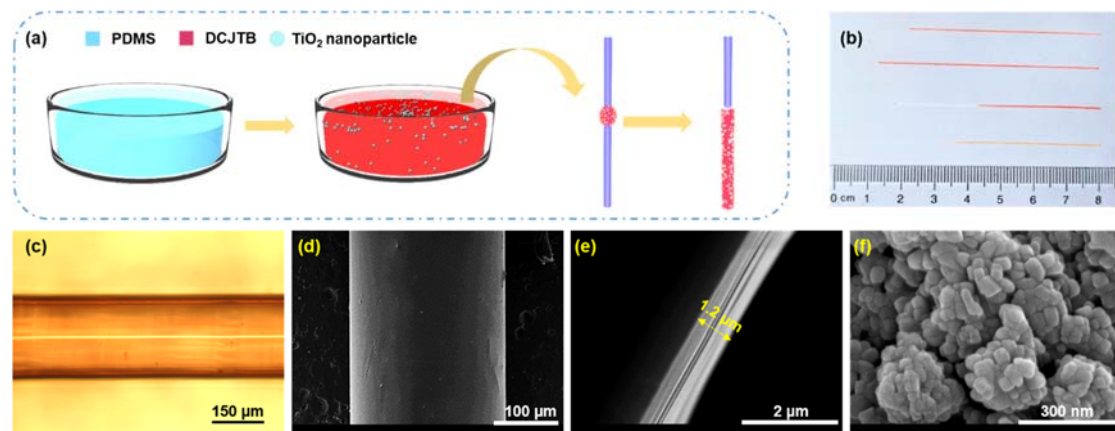 (a) PDMS DCJTB TiO₂ nanoparticle
(b)
0 cm 1 2 3 4 5 6 7 8
(c)
150 µm
(d)
100 µm
(e)
1.2 µm
2 µm
(f)
300 nm